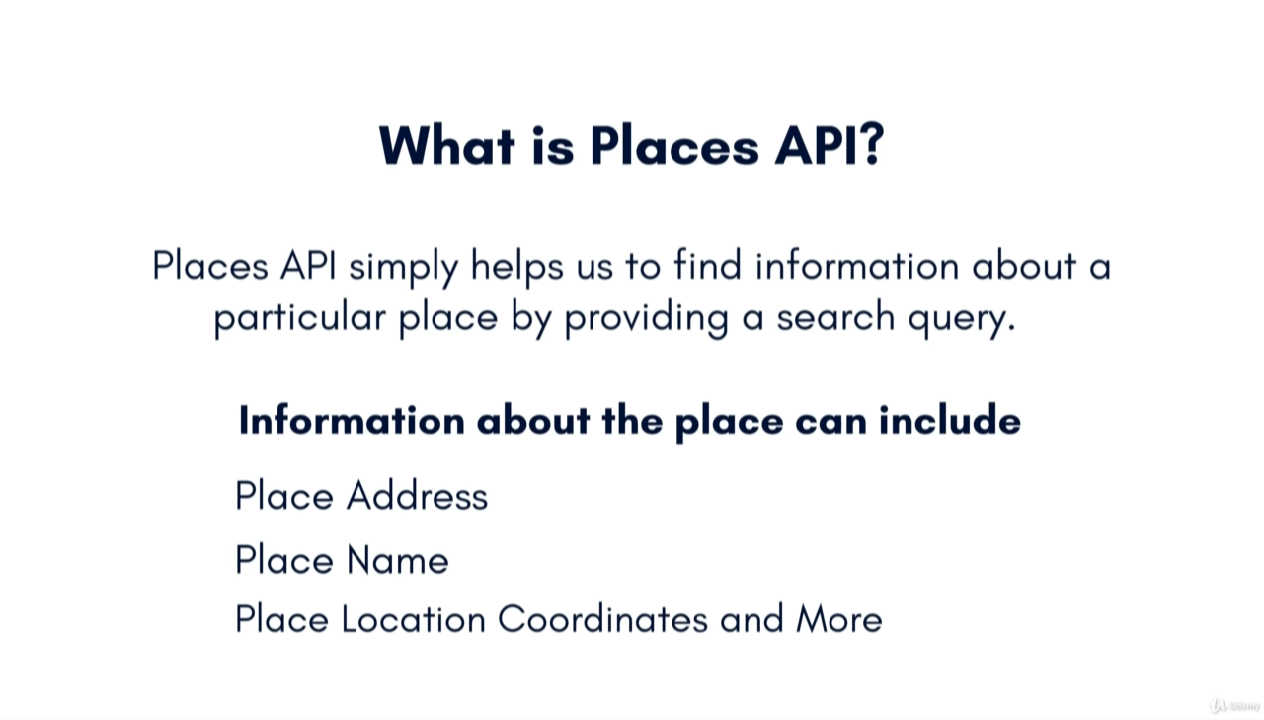 What is Places API?
Places API simply helps us to find information about a
particular place by providing a search query.
Information about the place can include
Place Address
Place Name
Place Location Coordinates and More
Udemy